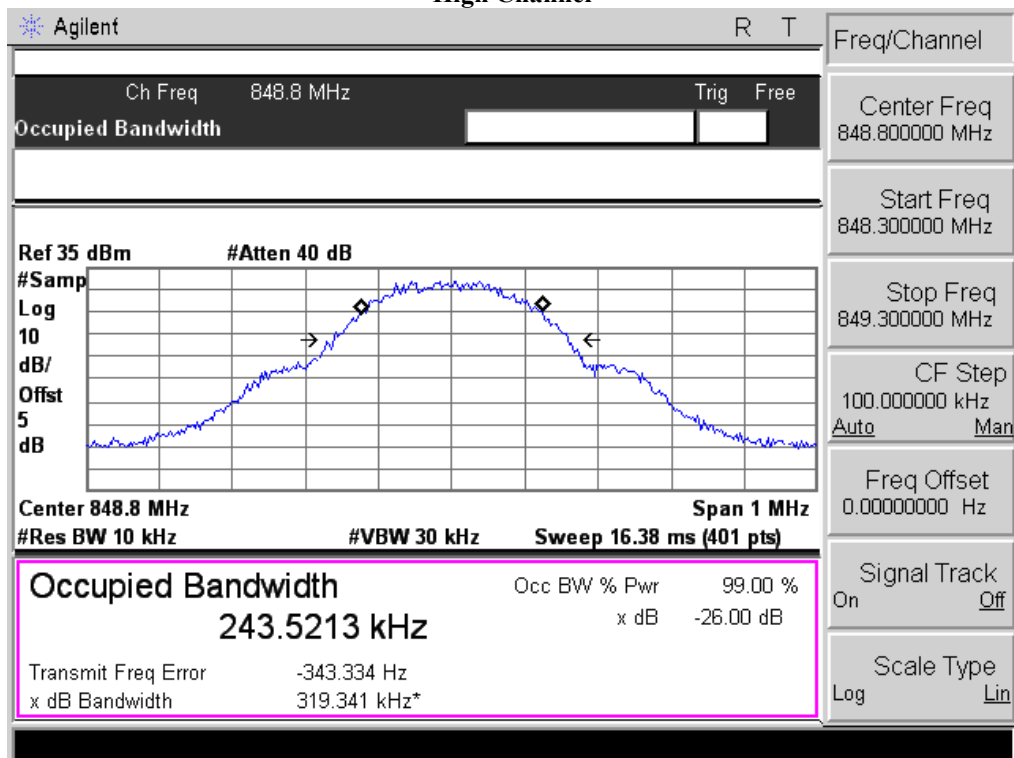 High Channel
Agilent R T
Ch Freq 848.8 MHz Trig Free
Occupied Bandwidth
Ref 35 dBm #Atten 40 dB
#Samp
Log
10
dB/
Offst
5
dB
Center 848.8 MHz Span 1 MHz
#Res BW 10 kHz #VBW 30 kHz Sweep 16.38 ms (401 pts)
Occupied Bandwidth
243.5213 kHz
Occ BW % Pwr 99.00 %
x dB -26.00 dB
Transmit Freq Error -343.334 Hz
x dB Bandwidth 319.341 kHz*
Freq/Channel
Center Freq
848.800000 MHz
Start Freq
848.300000 MHz
Stop Freq
849.300000 MHz
CF Step
100.000000 kHz
Auto Man
Freq Offset
0.00000000 Hz
Signal Track
On Off
Scale Type
Log Lin